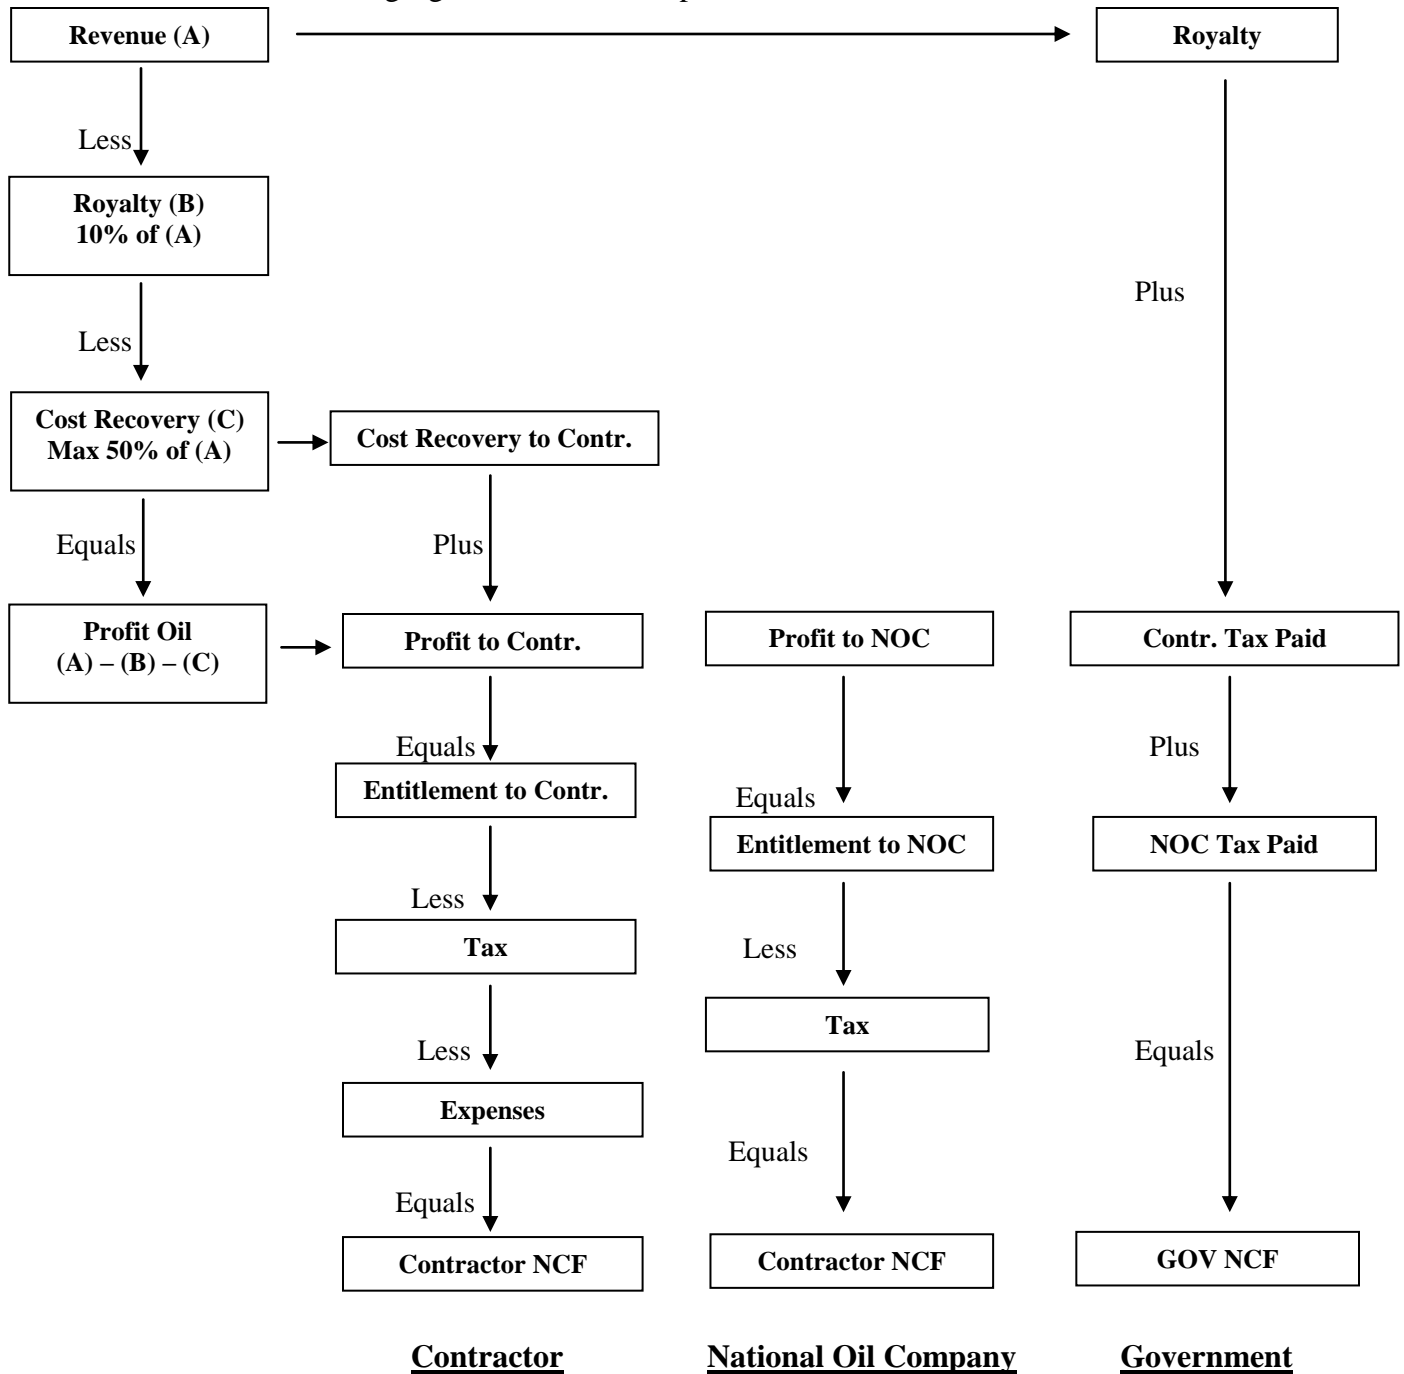 Revenue (A)
Royalty
Less
Royalty (B)
10% of (A)
Plus
Less
Cost Recovery (C)
Max 50% of (A)
Cost Recovery to Contr.
Equals
Plus
Profit Oil
(A) – (B) – (C)
Profit to Contr.
Profit to NOC
Contr. Tax Paid
Equals
Plus
Entitlement to Contr.
Equals
Entitlement to NOC
NOC Tax Paid
Less
Tax
Less
Tax
Less
Equals
Expenses
Equals
Equals
Contractor NCF
Contractor NCF
GOV NCF
Contractor
National Oil Company
Government